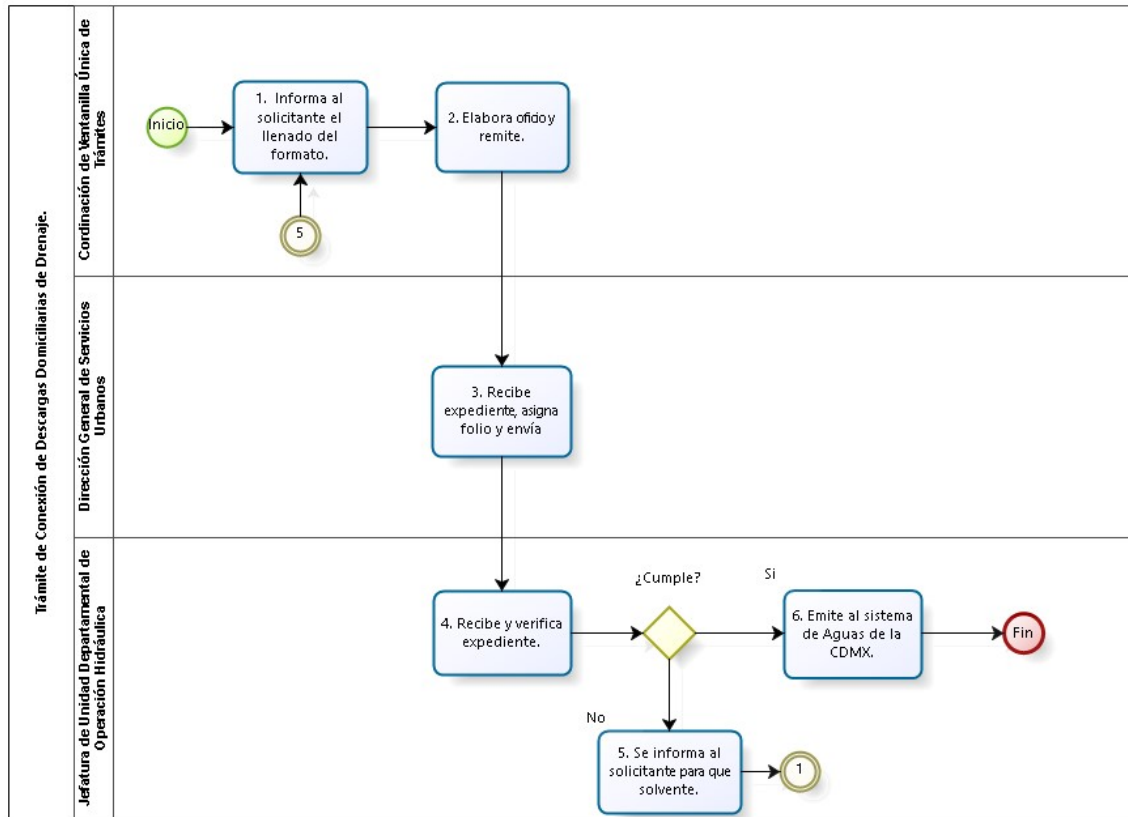 Trámite de Conexión de Descargas Domiciliarias de Drenaje.
Cordinación de Ventanilla Única de
Trámites
Inicio
1. Informa al
solicitante el
llenado del
formato.
2. Elabora oficio y
remite.
5
Dirección General de Servicios
Urbanos
3. Recibe
expediente, asigna
folio y envía
Jefatura de Unidad Departamental de
Operación Hidráulica
4. Recibe y verifica
expediente.
¿Cumple?
Si
6. Emite al sistema
de Aguas de la
CDMX.
Fin
No
5. Se informa al
solicitante para que
solvente.
1